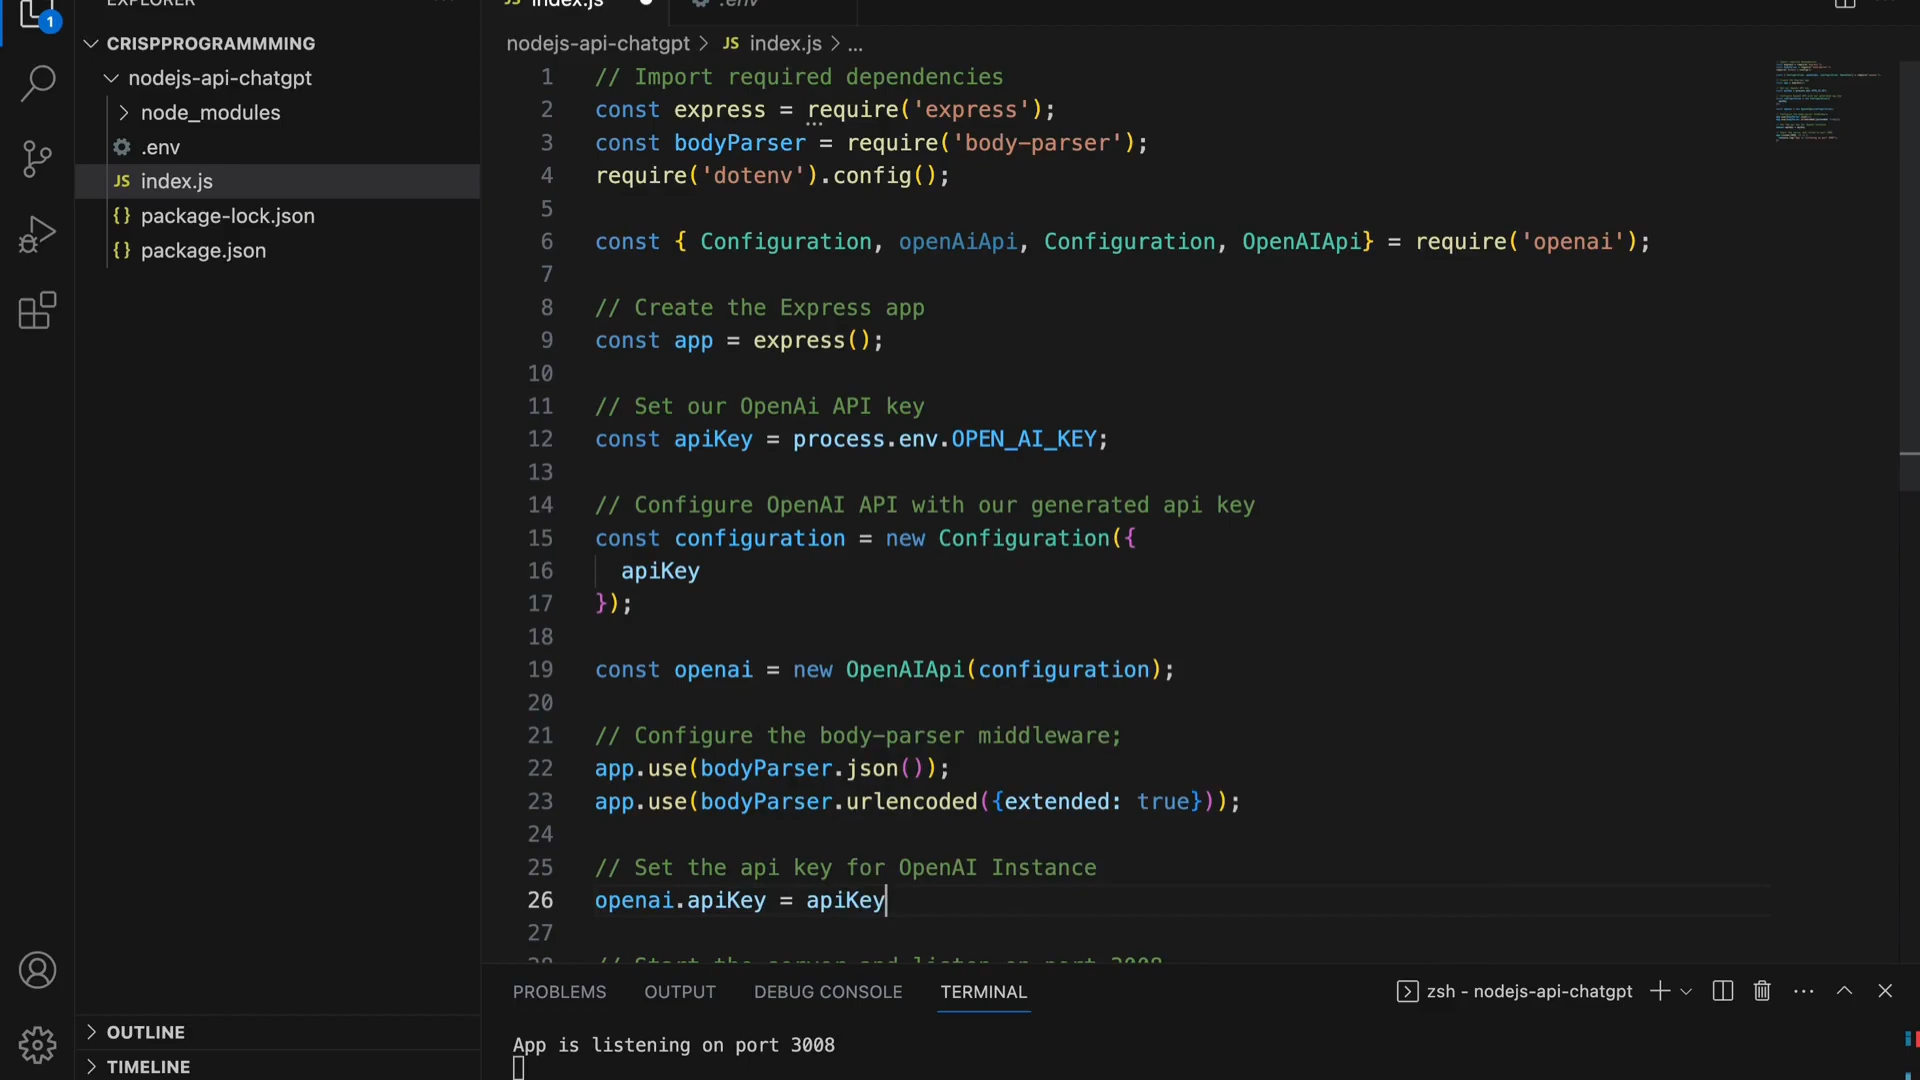 EXPLORER
1
CRISPPROGRAMMMING
nodejs-api-chatgpt
node_modules
.env
JS index.js
{} package-lock.json
{} package.json
OUTLINE
TIMELINE
JS index.js
.env
nodejs-api-chatgpt > JS index.js > ...
1 // Import required dependencies
2 const express = require('express');
3 const bodyParser = require('body-parser');
4 require('dotenv').config();
5
6 const { Configuration, openAiApi, Configuration, OpenAIApi} = require('openai');
7
8 // Create the Express app
9 const app = express();
10
11 // Set our OpenAi API key
12 const apiKey = process.env.OPEN_AI_KEY;
13
14 // Configure OpenAI API with our generated api key
15 const configuration = new Configuration({
16 apiKey
17 });
18
19 const openai = new OpenAIApi(configuration);
20
21 // Configure the body-parser middleware;
22 app.use(bodyParser.json());
23 app.use(bodyParser.urlencoded({extended: true}));
24
25 // Set the api key for OpenAI Instance
26 openai.apiKey = apiKey
27
28 // Start the server and listen on port 3008
PROBLEMS OUTPUT DEBUG CONSOLE TERMINAL
zsh - nodejs-api-chatgpt
App is listening on port 3008